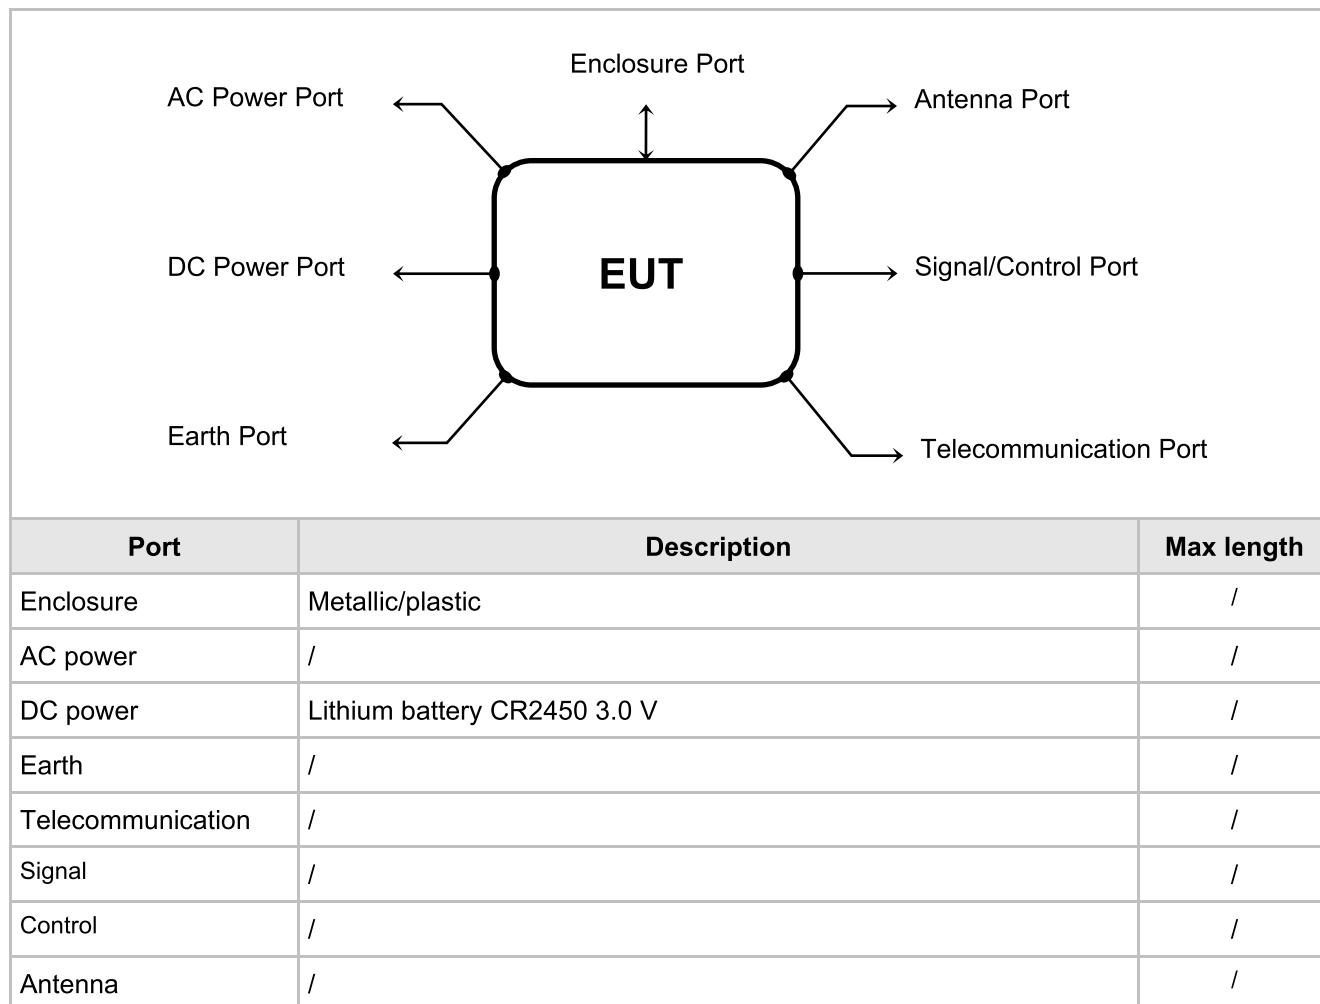 Enclosure Port
AC Power Port
Antenna Port
DC Power Port
EUT
Signal/Control Port
Earth Port
Telecommunication Port
Port Description Max length
Enclosure Metallic/plastic /
AC power / /
DC power Lithium battery CR2450 3.0 V /
Earth / /
Telecommunication / /
Signal / /
Control / /
Antenna / /